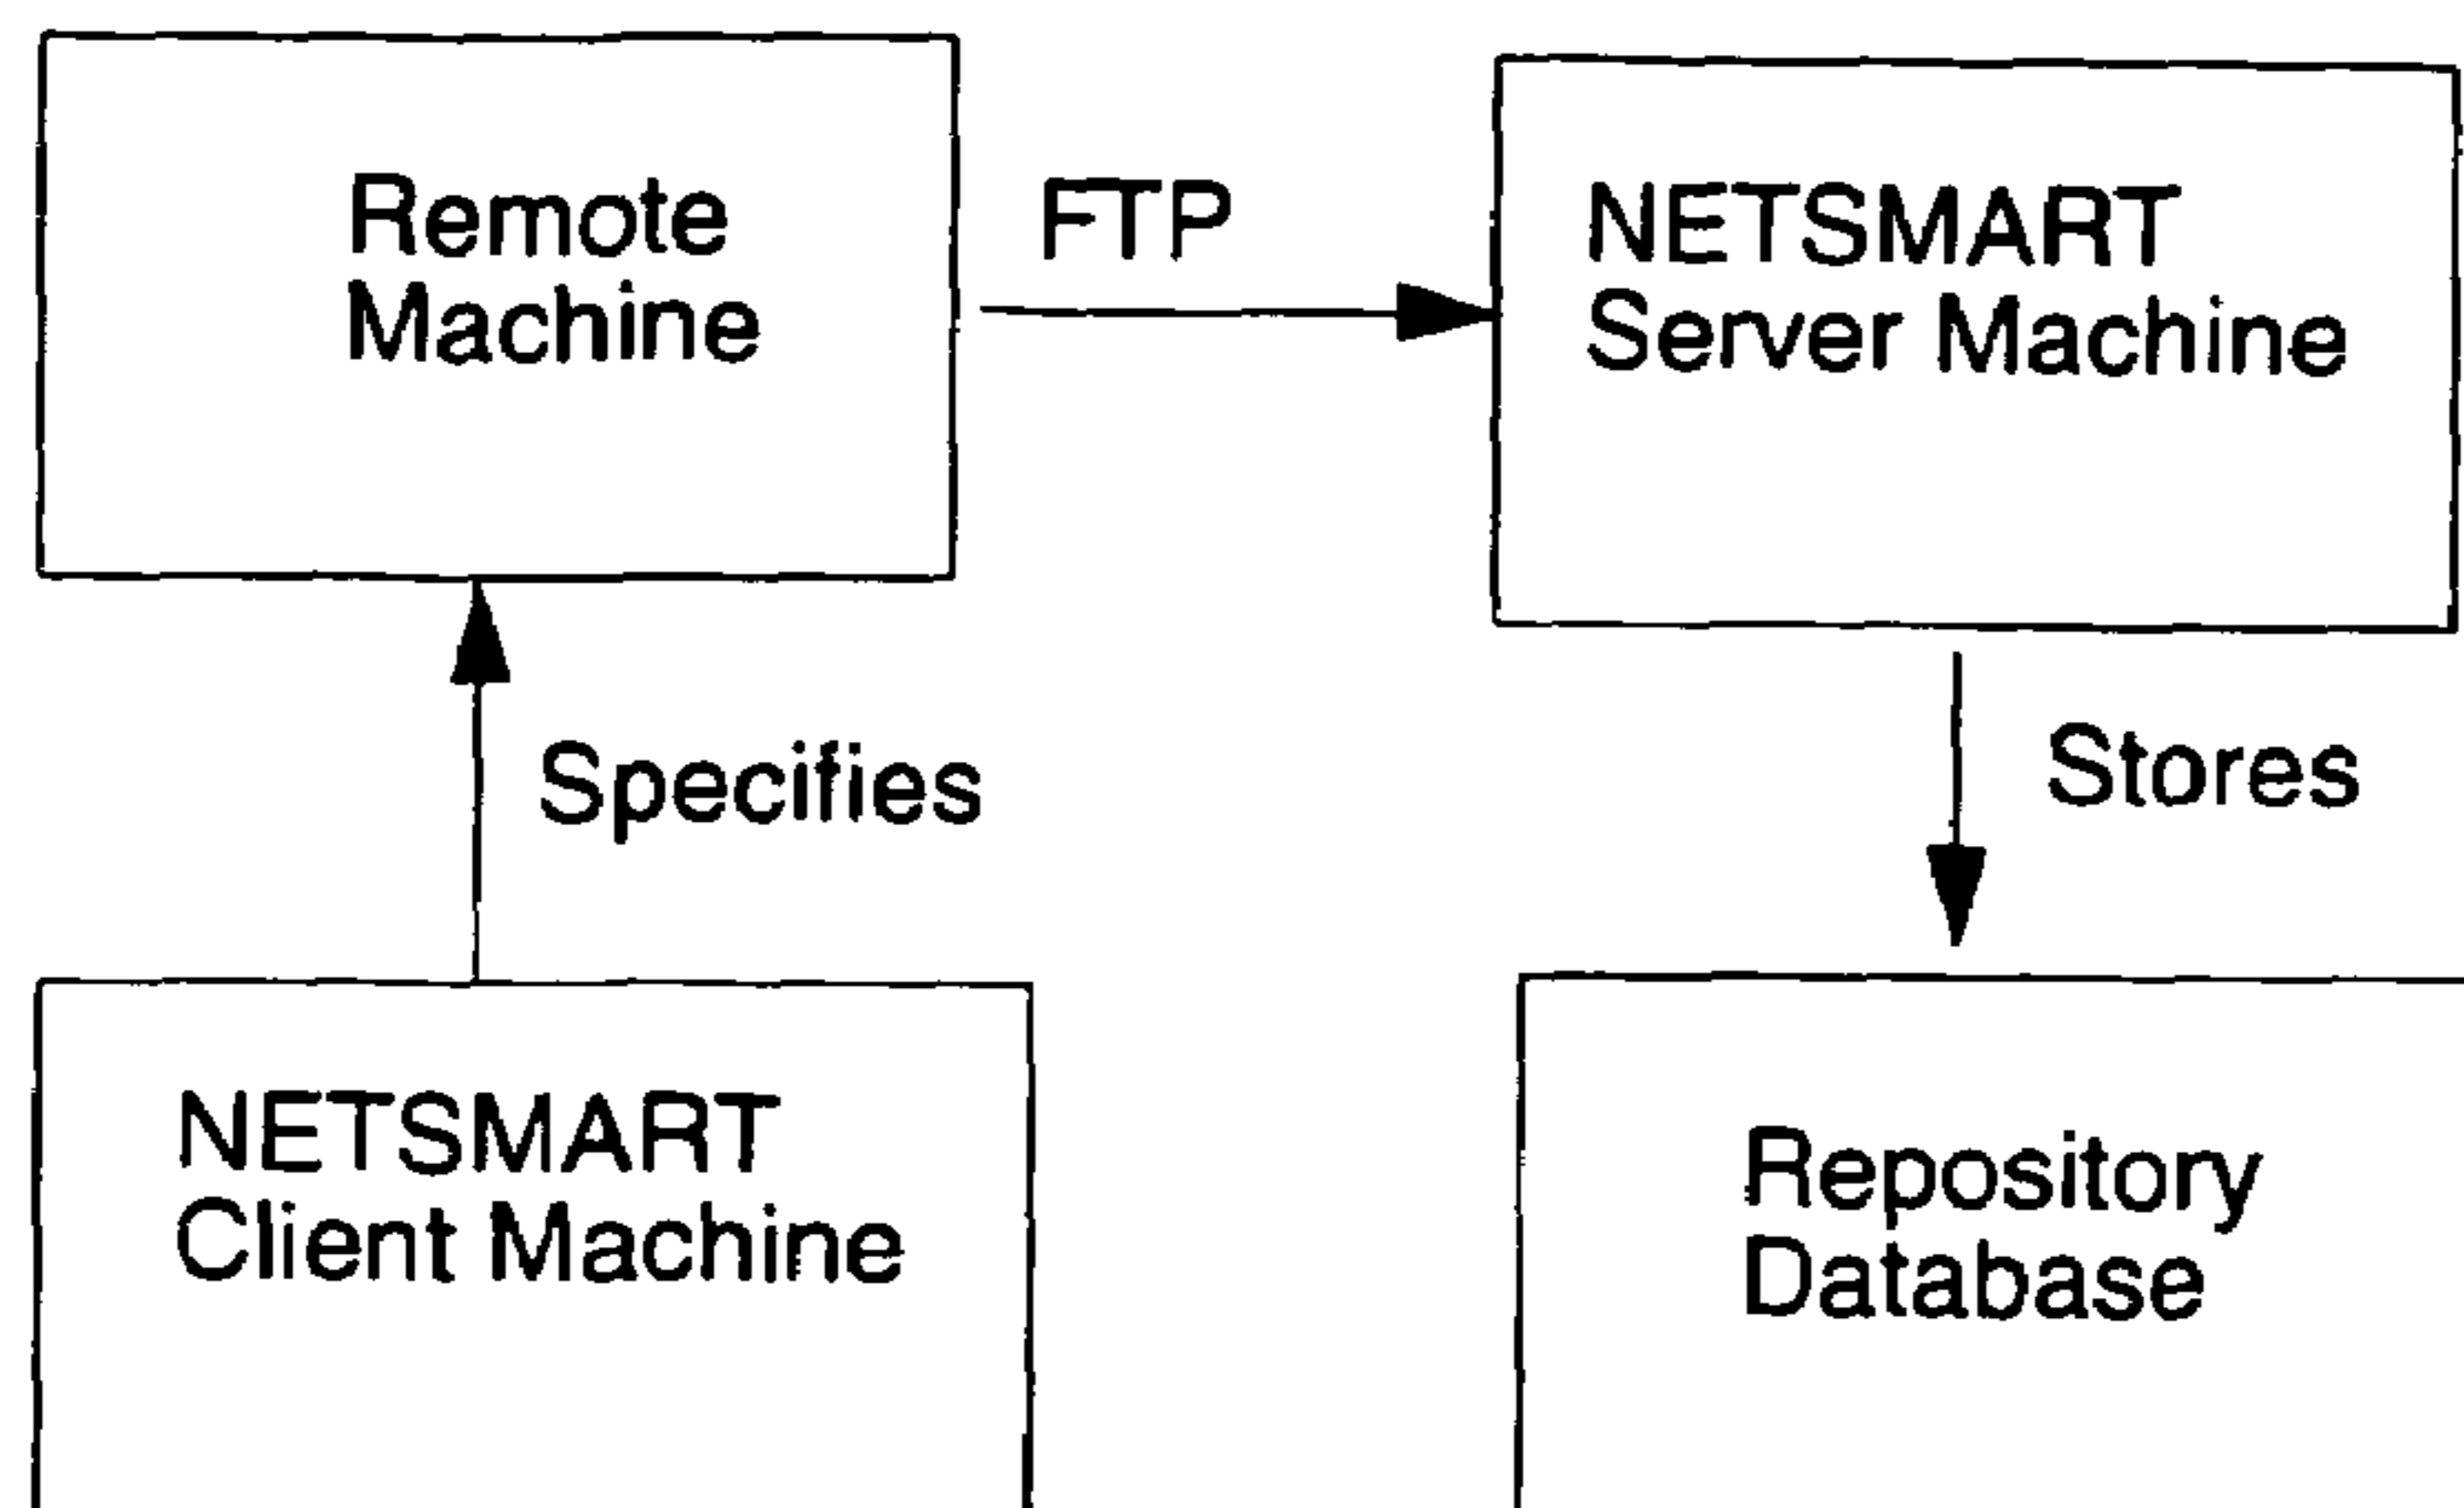 Remote
Machine
FTP
NETSMART
Server Machine
Specifies
Stores
NETSMART
Client Machine
Repository
Database